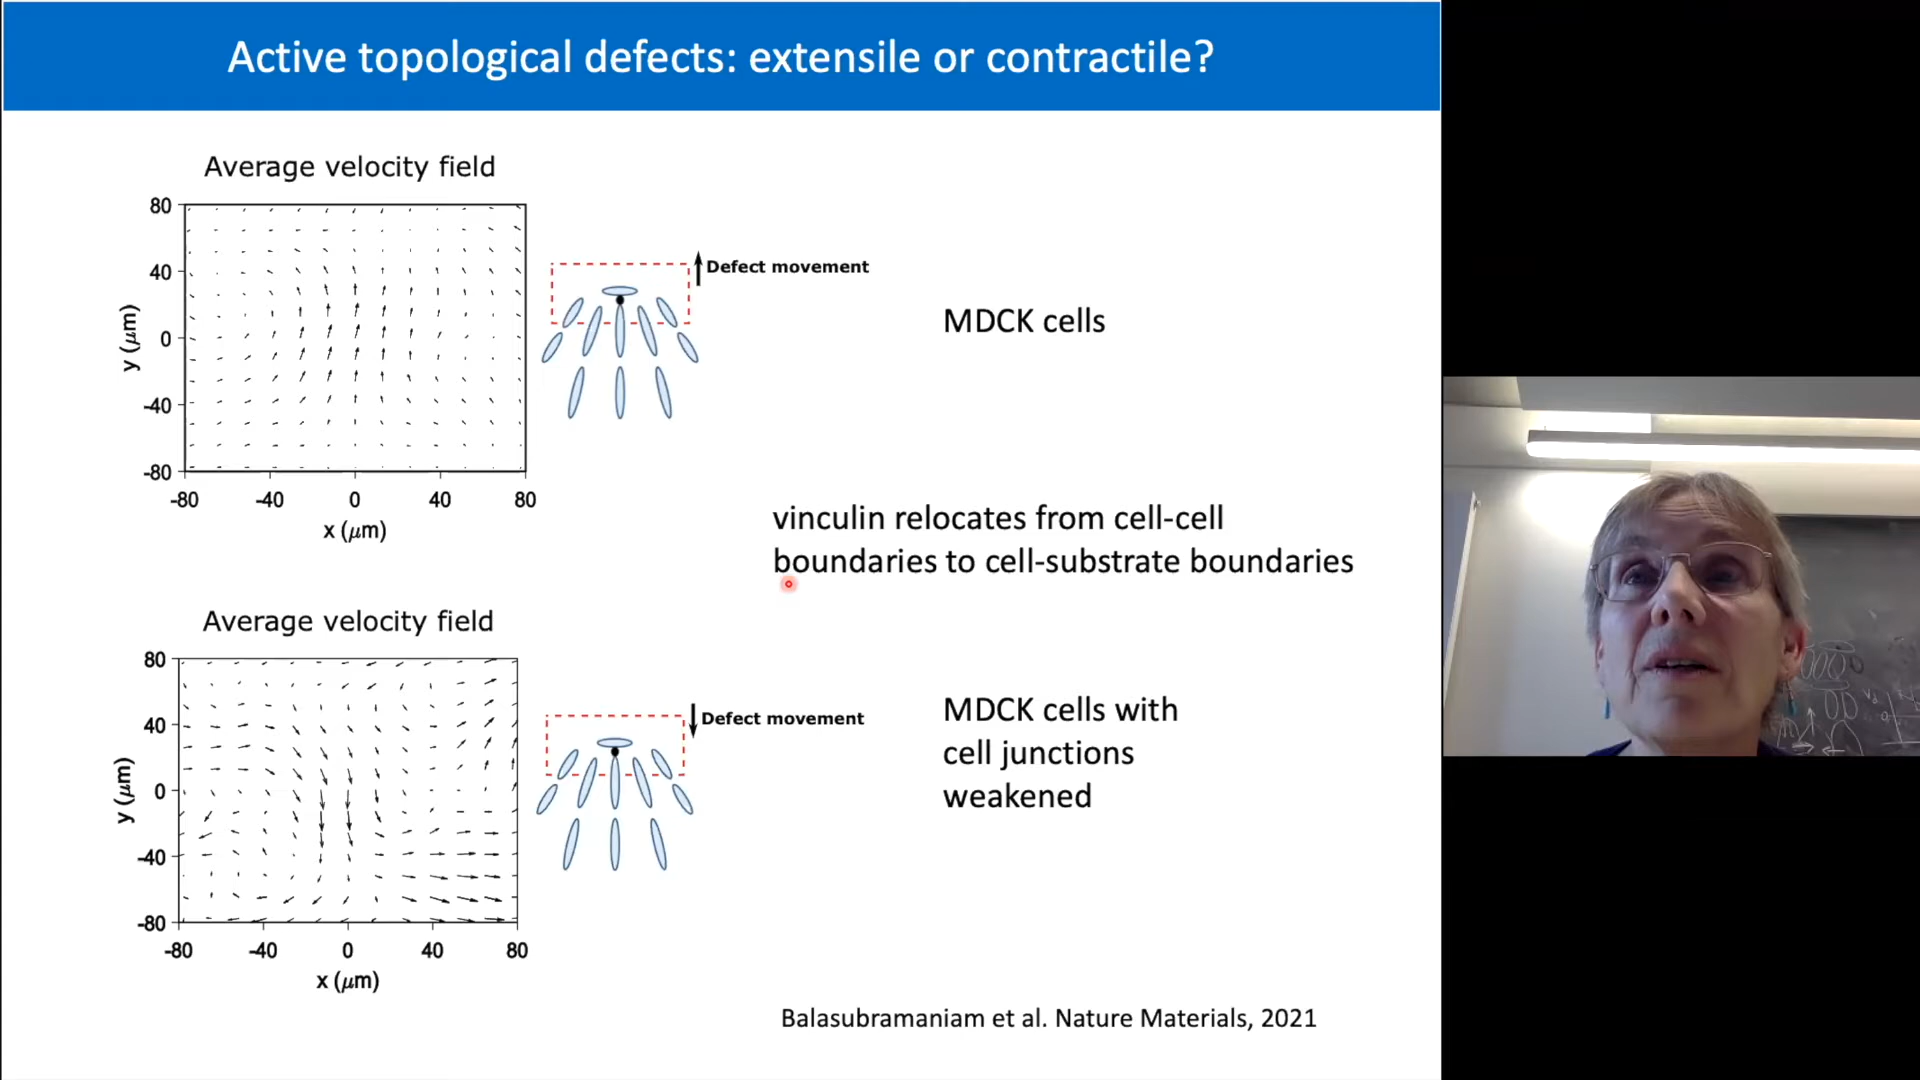 Active topological defects: extensile or contractile?
Average velocity field
80
40
0
-40
-80
y (μm)
-80 -40 0 40 80
x (μm)
Defect movement
MDCK cells
vinculin relocates from cell-cell
boundaries to cell-substrate boundaries
Average velocity field
80
40
0
-40
-80
y (μm)
-80 -40 0 40 80
x (μm)
Defect movement
MDCK cells with
cell junctions
weakened
Balasubramaniam et al. Nature Materials, 2021